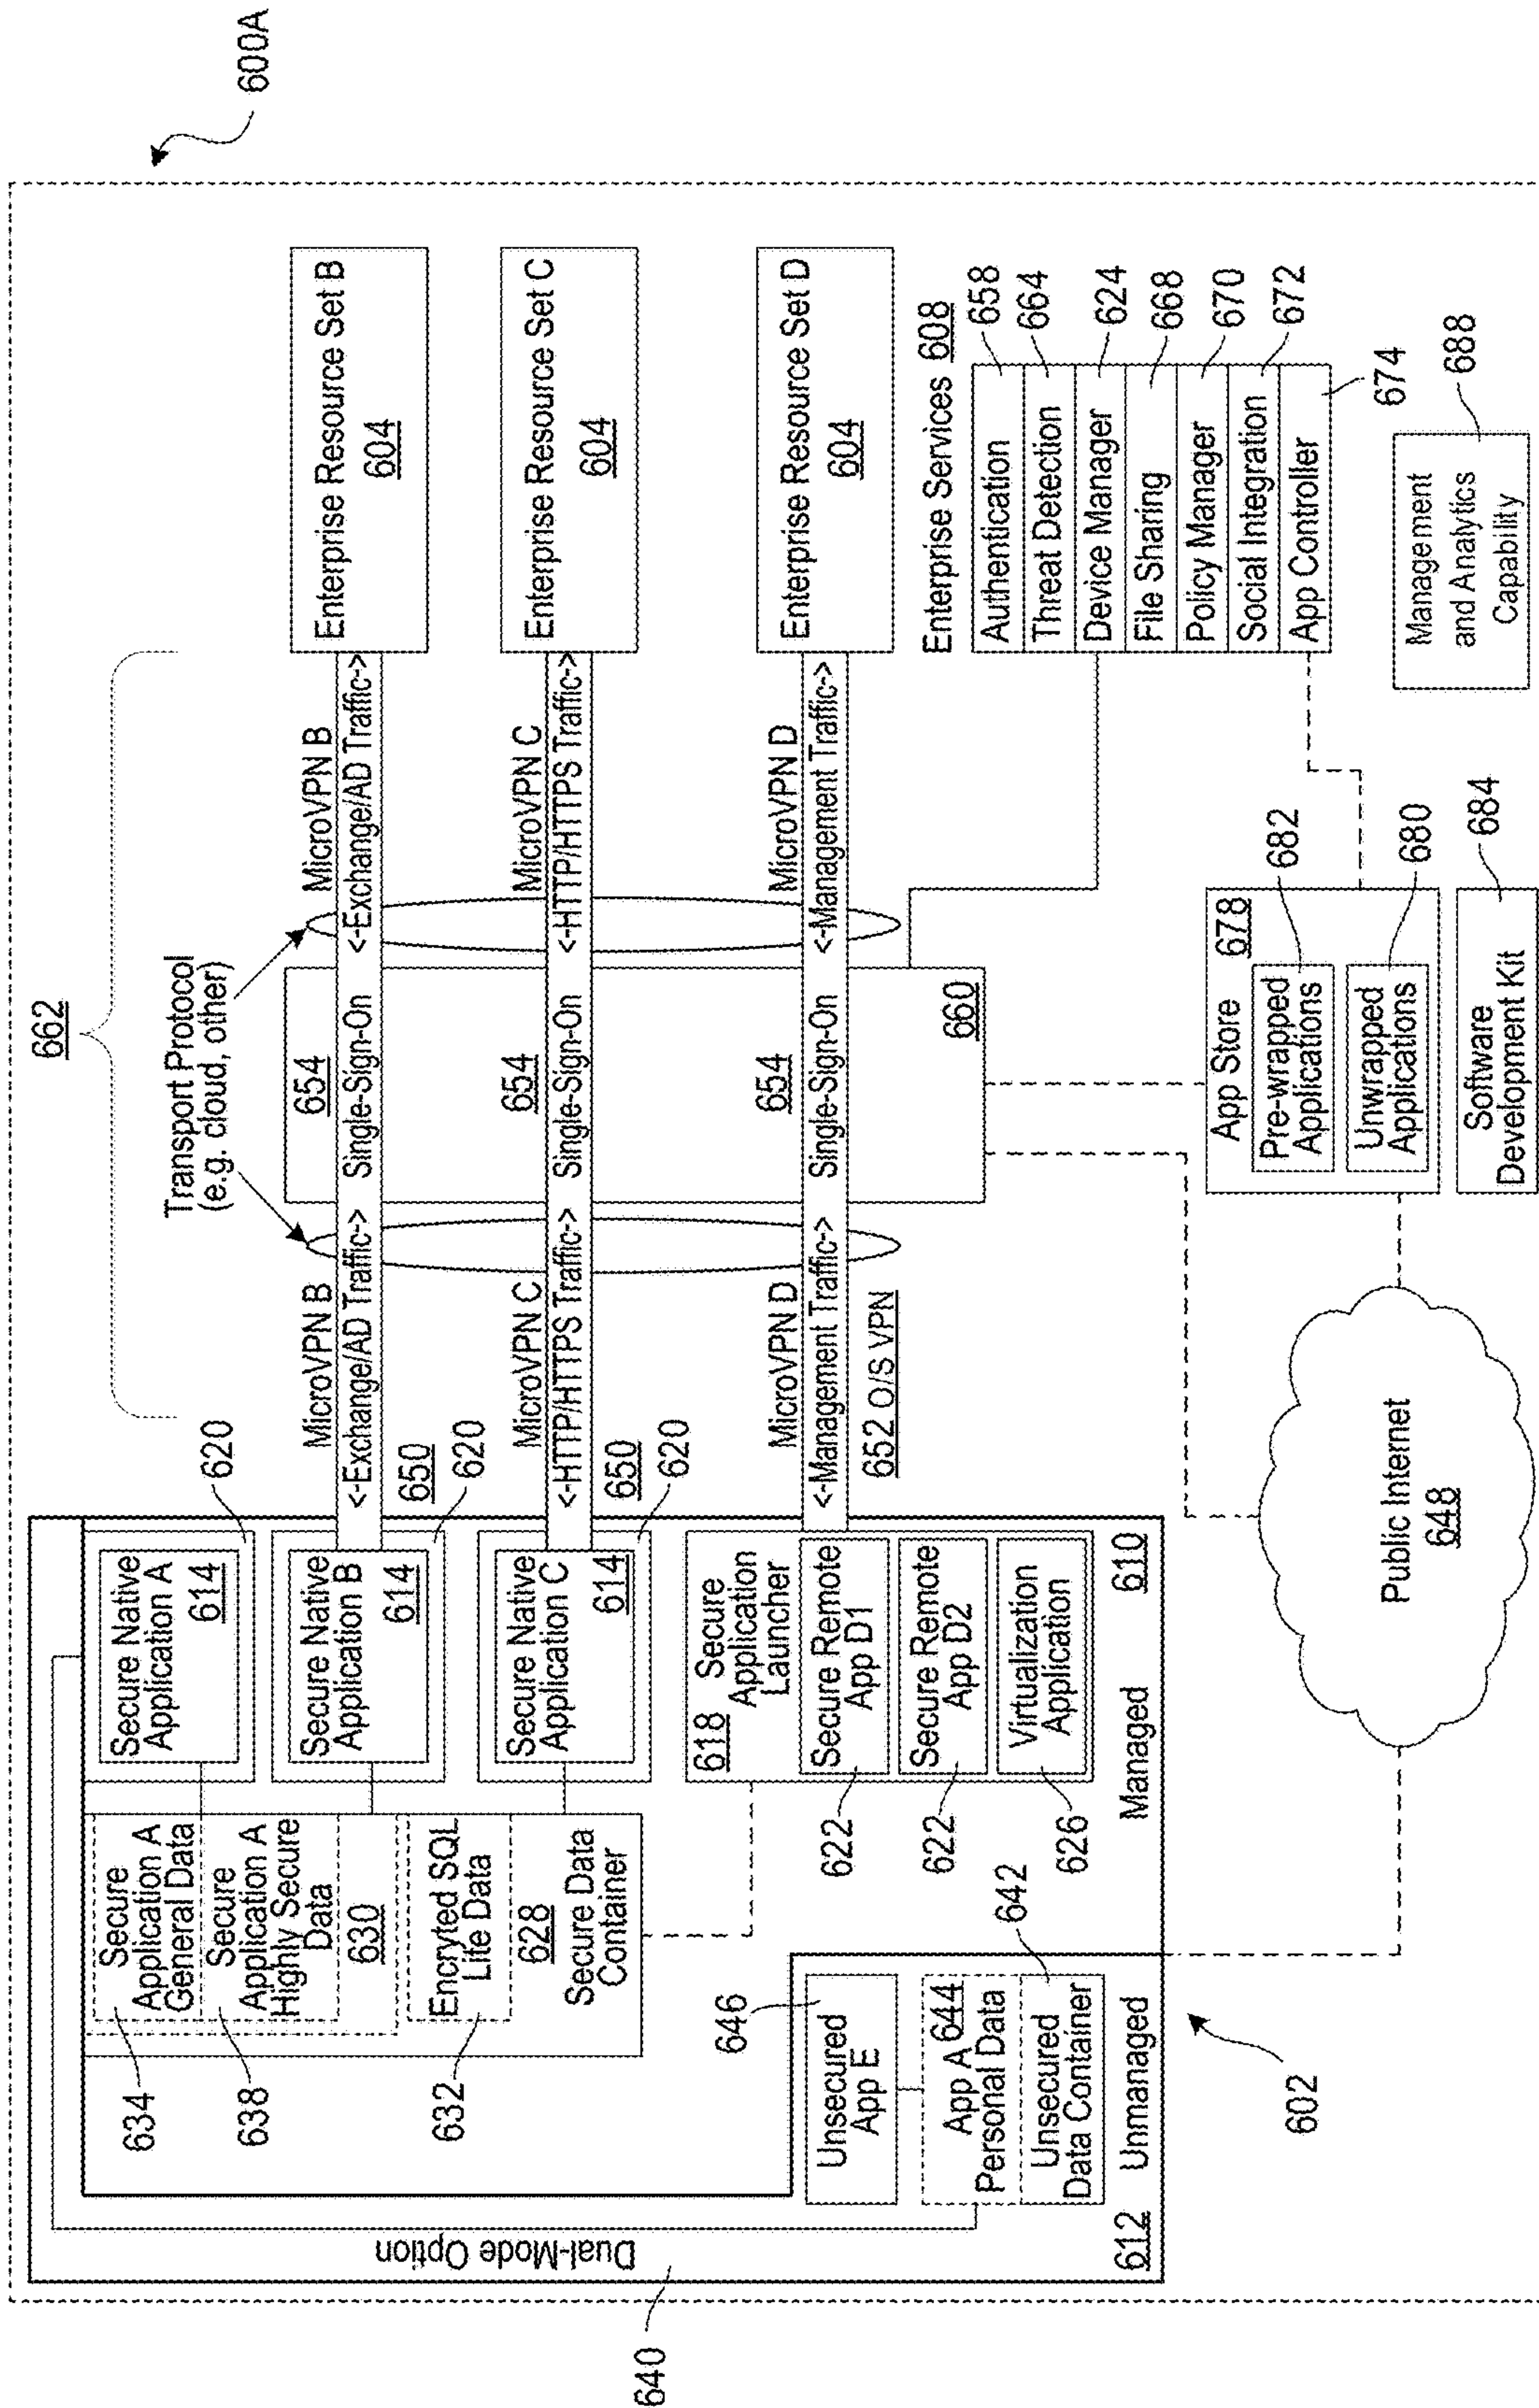 600A
662
Transport Protocol
(e.g. cloud, other)
640
Dual-Mode Option
634
638
632
Secure
Application A
General Data
Secure
Application A
Highly Secure
Data
630
Encryted SQL
Life Data
628
Secure Data
Container
Secure Native
Application A
614
620
Secure Native
Application B
614
620
650
Secure Native
Application C
614
620
650
618 Secure
Application
Launcher
Secure Remote
App D1
622
Secure Remote
App D2
622
Virtualization
Application
626
Managed
610
646
Unsecured
App E
App A 644
Personal Data
642
Unsecured
Data Container
612
Unmanaged
602
MicroVPN B
<-Exchange/AD Traffic->
654
Single-Sign-On
MicroVPN B
<-Exchange/AD Traffic->
MicroVPN C
<-HTTP/HTTPS Traffic->
654
Single-Sign-On
MicroVPN C
<-HTTP/HTTPS Traffic->
MicroVPN D
<-Management Traffic->
652 O/S VPN
654
Single-Sign-On
MicroVPN D
<-Management Traffic->
660
Enterprise Resource Set B
604
Enterprise Resource Set C
604
Enterprise Resource Set D
604
Enterprise Services 608
Authentication
658
Threat Detection
664
Device Manager
624
File Sharing
668
Policy Manager
670
Social Integration
672
App Controller
674
Public Internet
648
App Store 678
Pre-wrapped
Applications
682
Unwrapped
Applications
680
Software
Development Kit
684
Management
and Analytics
Capability
688